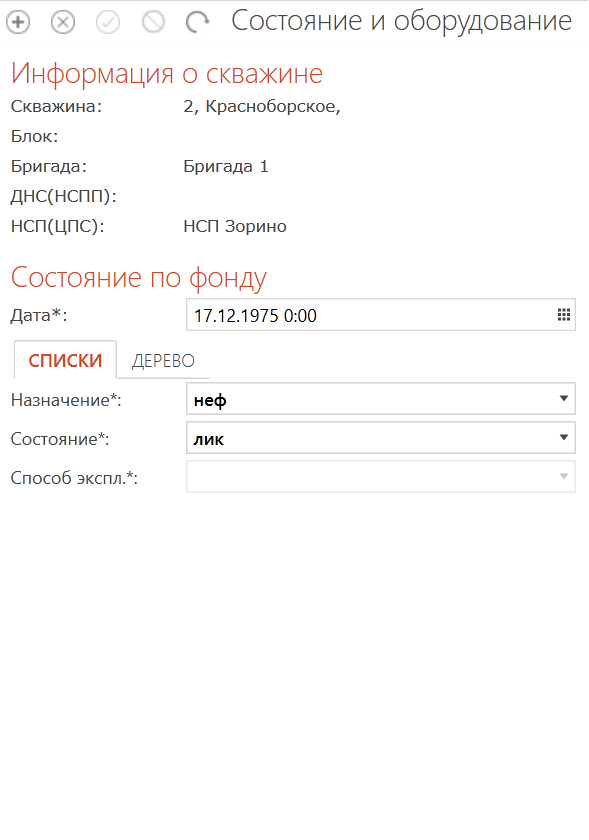 Состояние и оборудование
Информация о скважине
Скважина: 2, Красноборское,
Блок:
Бригада: Бригада 1
ДНС(НСПП):
НСП(ЦПС): НСП Зорино
Состояние по фонду
Дата*: 17.12.1975 0:00
СПИСКИ ДЕРЕВО
Назначение*: неф
Состояние*: лик
Способ экспл.*: